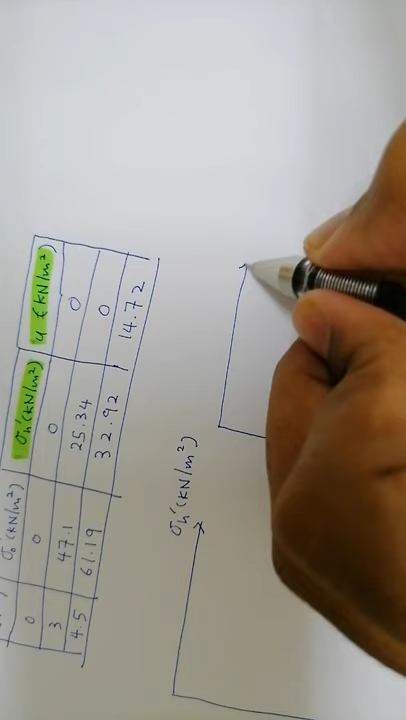 σ₀'(kN/m²) σh'(kN/m²) u (kN/m²)
0 0 0 0
3 47.1 25.34 0
4.5 61.19 32.92 14.72
σh'(kN/m²)